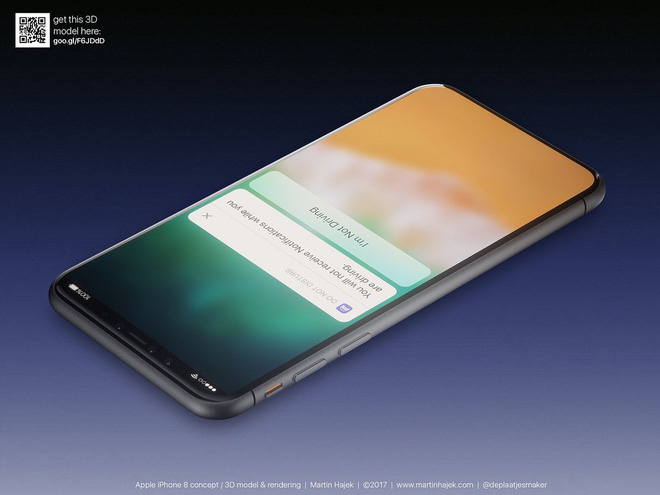 get this 3D
model here:
goo.gl/F6JDdD
100%
DO NOT DISTURB
You will not receive Notifications while you
are driving.
I'm Not Driving
Apple iPhone 8 concept / 3D model & rendering | Martin Hajek | ©2017 | www.martinhajek.com | @deplaatjesmaker